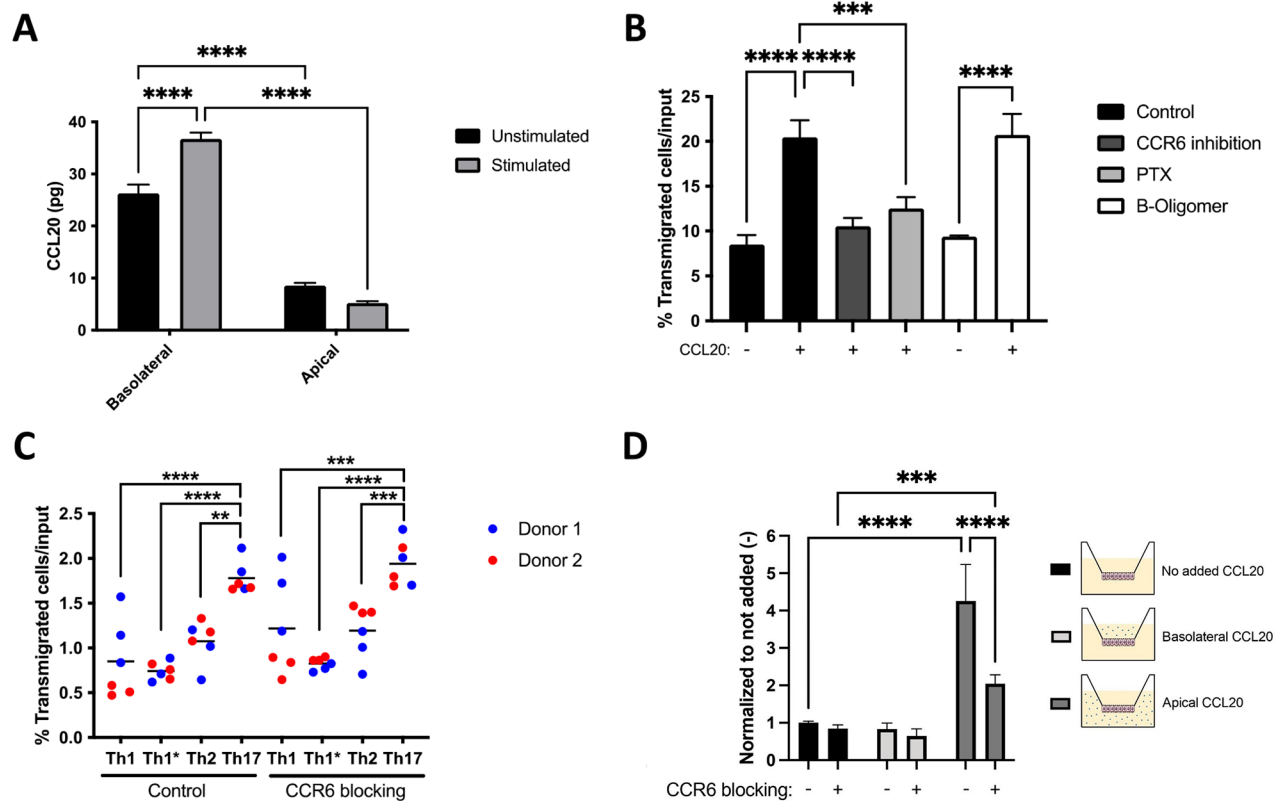 A
****
****
****
40
30
20
10
0
CCL20 (pg)
Basolateral
Apical
Unstimulated
Stimulated
B
***
**** ****
****
25
20
15
10
5
0
% Transmigrated cells/input
CCL20: - + + + - +
Control
CCR6 inhibition
PTX
B-Oligomer
C
****
****
**
***
****
***
2.5
2.0
1.5
1.0
0.5
0.0
% Transmigrated cells/input
Th1 Th1* Th2 Th17 Th1 Th1* Th2 Th17
Control CCR6 blocking
Donor 1
Donor 2
D
***
**** ****
6
5
4
3
2
1
0
Normalized to not added (-)
CCR6 blocking: - + - + - +
No added CCL20
Basolateral CCL20
Apical CCL20